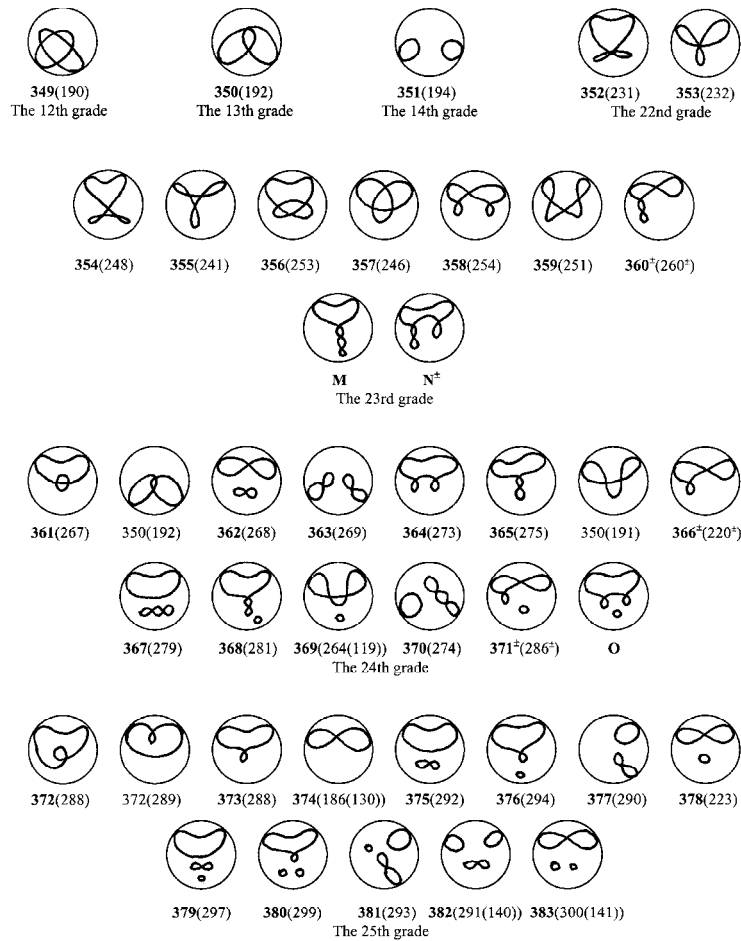 349(190) 350(192) 351(194) 352(231) 353(232)
The 12th grade The 13th grade The 14th grade The 22nd grade
354(248) 355(241) 356(253) 357(246) 358(254) 359(251) 360±(260±)
M N±
The 23rd grade
361(267) 350(192) 362(268) 363(269) 364(273) 365(275) 350(191) 366±(220±)
367(279) 368(281) 369(264(119)) 370(274) 371±(286±) O
The 24th grade
372(288) 372(289) 373(288) 374(186(130)) 375(292) 376(294) 377(290) 378(223)
379(297) 380(299) 381(293) 382(291(140)) 383(300(141))
The 25th grade